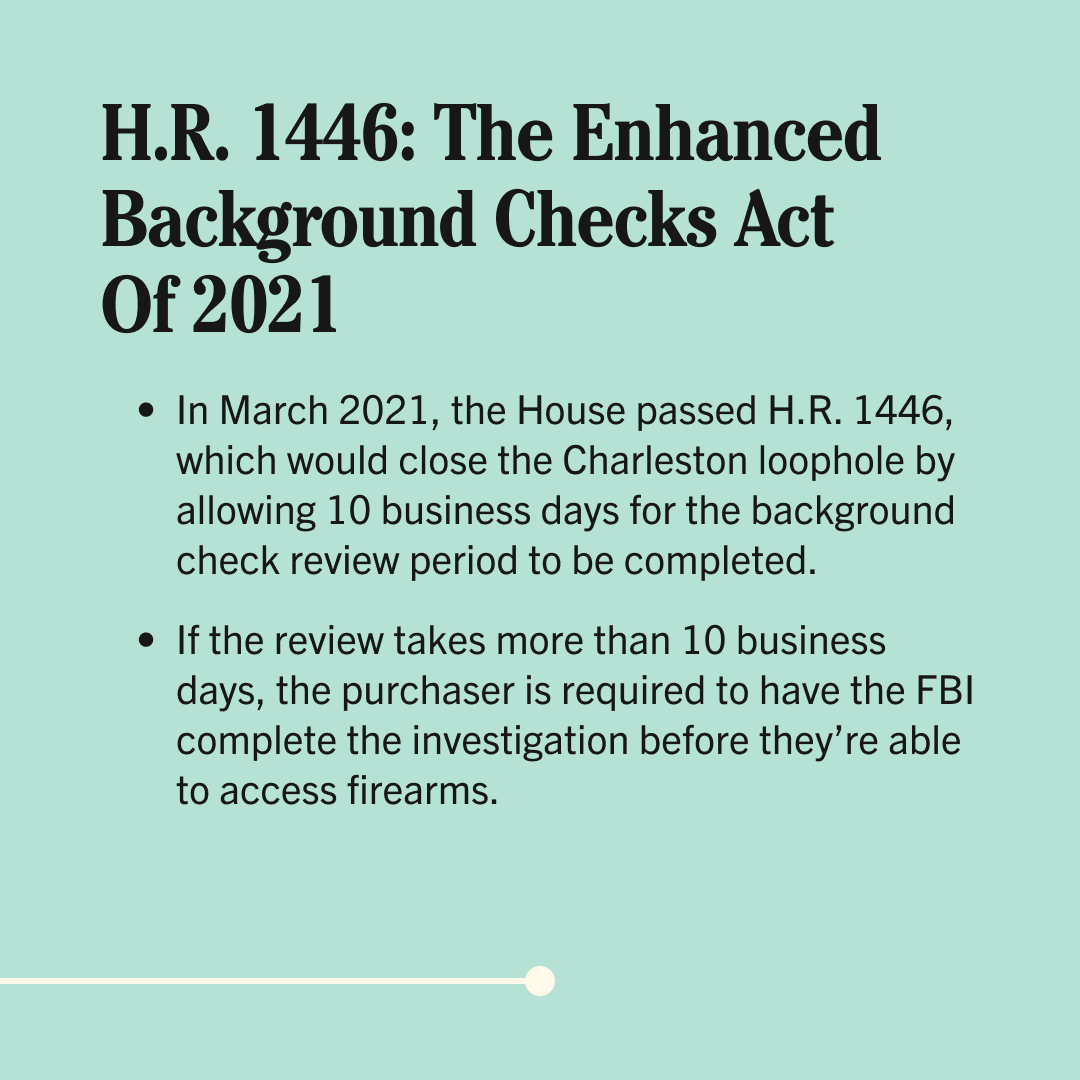 H.R. 1446: The Enhanced
Background Checks Act
Of 2021
• In March 2021, the House passed H.R. 1446,
which would close the Charleston loophole by
allowing 10 business days for the background
check review period to be completed.
• If the review takes more than 10 business
days, the purchaser is required to have the FBI
complete the investigation before they’re able
to access firearms.